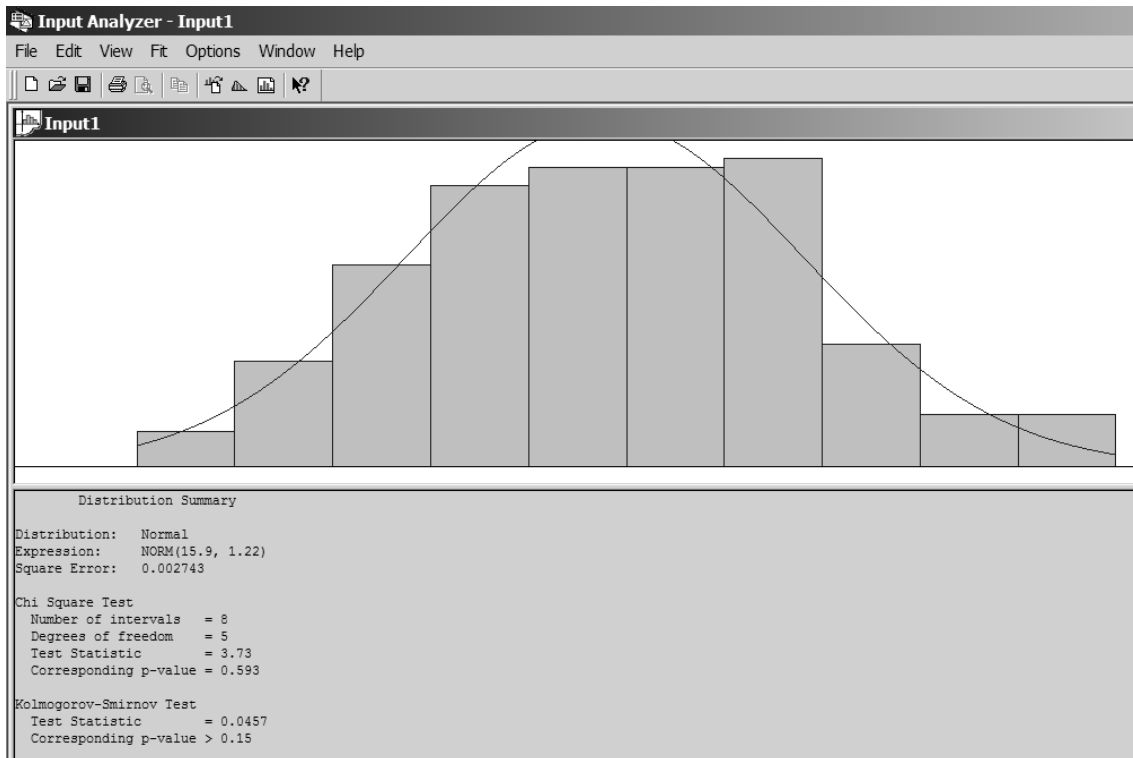 Input Analyzer - Input1
File Edit View Fit Options Window Help
Input1
Distribution Summary
Distribution: Normal
Expression: NORM(15.9, 1.22)
Square Error: 0.002743
Chi Square Test
Number of intervals = 8
Degrees of freedom = 5
Test Statistic = 3.73
Corresponding p-value = 0.593
Kolmogorov-Smirnov Test
Test Statistic = 0.0457
Corresponding p-value > 0.15